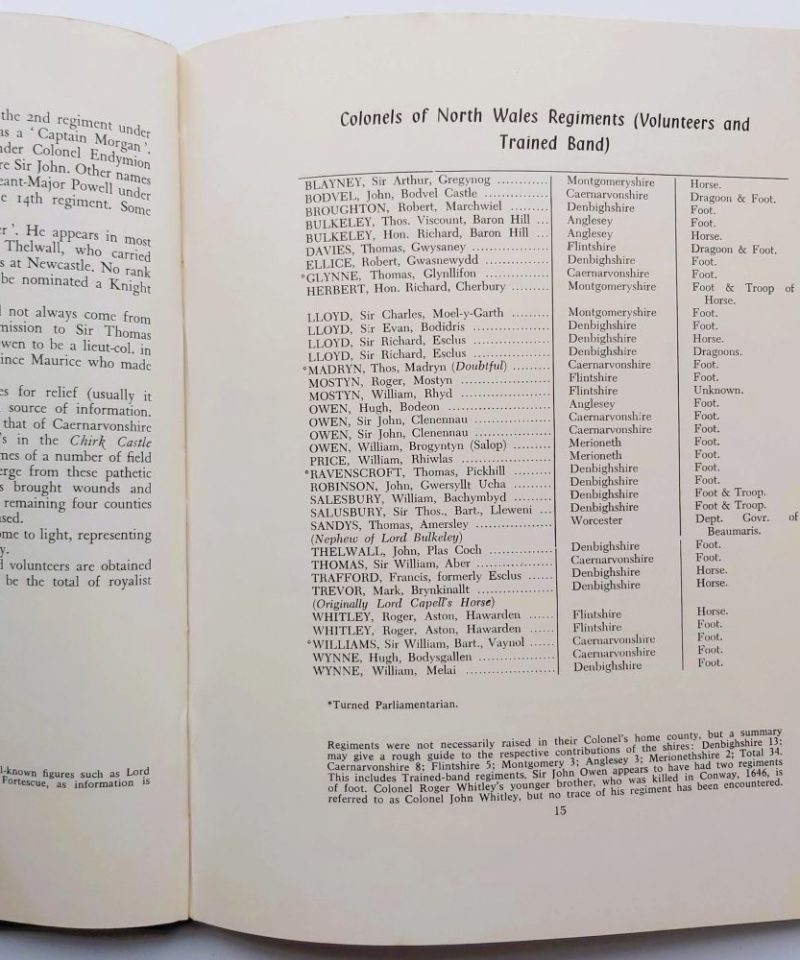 the 2nd regiment under
as a ' Captain Morgan '.
nder Colonel Endymion
re Sir John. Other names
eant-Major Powell under
e 14th regiment. Some
er '. He appears in most
Thelwall, who carried
s at Newcastle. No rank
be nominated a Knight
d not always come from
mission to Sir Thomas
wen to be a lieut-col. in
ince Maurice who made
es for relief (usually it
source of information.
that of Caernarvonshire
's in the Chirk Castle
mes of a number of field
erge from these pathetic
s brought wounds and
remaining four counties
sed.
ome to light, representing
y.
d volunteers are obtained
be the total of royalist
l-known figures such as Lord
Fortescue, as information is
Colonels of North Wales Regiments (Volunteers and
Trained Band)
BLAYNEY, Sir Arthur, Gregynog ............ Montgomeryshire Horse.
BODVEL, John, Bodvel Castle .............. Caernarvonshire Dragoon & Foot.
BROUGHTON, Robert, Marchwiel ......... Denbighshire Foot.
BULKELEY, Thos. Viscount, Baron Hill ... Anglesey Foot.
BULKELEY, Hon. Richard, Baron Hill ... Anglesey Horse.
DAVIES, Thomas, Gwysaney ................. Flintshire Dragoon & Foot.
ELLICE, Robert, Gwasnewydd ............... Denbighshire Foot.
*GLYNNE, Thomas, Glynllifon ................ Caernarvonshire Foot.
HERBERT, Hon. Richard, Cherbury ........ Montgomeryshire Foot & Troop of
Horse.
LLOYD, Sir Charles, Moel-y-Garth .......... Montgomeryshire Foot.
LLOYD, Sir Evan, Bodidris .................... Denbighshire Foot.
LLOYD, Sir Richard, Esclus ................... Denbighshire Horse.
LLOYD, Sir Richard, Esclus ................... Denbighshire Dragoons.
*MADRYN, Thos, Madryn (Doubtful) ......... Caernarvonshire Foot.
MOSTYN, Roger, Mostyn ..................... Flintshire Foot.
MOSTYN, William, Rhyd ...................... Flintshire Unknown.
OWEN, Hugh, Bodeon ......................... Anglesey Foot.
OWEN, Sir John, Clenennau .................. Caernarvonshire Foot.
OWEN, Sir John, Clenennau .................. Caernarvonshire Foot.
OWEN, William, Brogyntyn (Salop) ......... Merioneth Foot.
PRICE, William, Rhiwlas ...................... Merioneth Foot.
*RAVENSCROFT, Thomas, Pickhill ........... Denbighshire Foot.
ROBINSON, John, Gwersyllt Ucha .......... Denbighshire Foot.
SALESBURY, William, Bachymbyd .......... Denbighshire Foot & Troop.
SALUSBURY, Sir Thos., Bart., Lleweni ... Denbighshire Foot & Troop.
SANDYS, Thomas, Amersley .................. Worcester Dept. Govr. of
(Nephew of Lord Bulkeley) Beaumaris.
THELWALL, John, Plas Coch ................. Denbighshire Foot.
THOMAS, Sir William, Aber .................. Caernarvonshire Foot.
TRAFFORD, Francis, formerly Esclus ...... Denbighshire Horse.
TREVOR, Mark, Brynkinallt ................... Denbighshire Horse.
(Originally Lord Capell's Horse)
WHITLEY, Roger, Aston, Hawarden ...... Flintshire Horse.
WHITLEY, Roger, Aston, Hawarden ...... Flintshire Foot.
*WILLIAMS, Sir William, Bart., Vaynol ...... Caernarvonshire Foot.
WYNNE, Hugh, Bodysgallen .................. Caernarvonshire Foot.
WYNNE, William, Melai ....................... Denbighshire Foot.
*Turned Parliamentarian.
Regiments were not necessarily raised in their Colonel's home county, but a summary
may give a rough guide to the respective contributions of the shires: Denbighshire 13;
Caernarvonshire 8; Flintshire 5; Montgomery 3; Anglesey 3; Merionethshire 2; Total 34.
This includes Trained-band regiments. Sir John Owen appears to have had two regiments
of foot. Colonel Roger Whitley's younger brother, who was killed in Conway, 1646, is
referred to as Colonel John Whitley, but no trace of his regiment has been encountered.
15